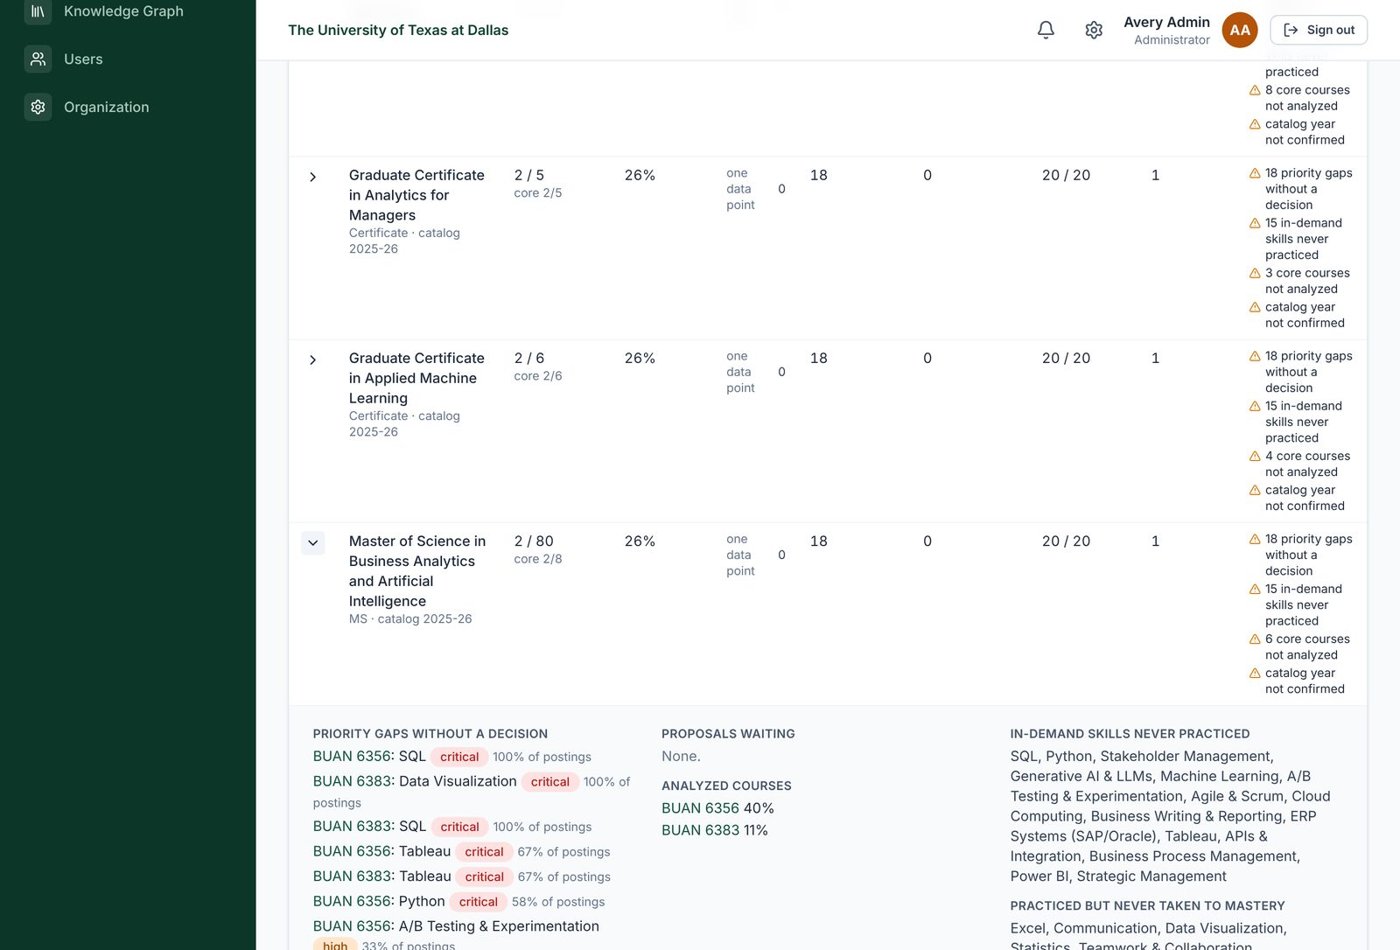 Knowledge Graph
Users
Organization
The University of Texas at Dallas
Avery Admin
Administrator
AA
Sign out
practiced
8 core courses
not analyzed
catalog year
not confirmed
Graduate Certificate
in Analytics for
Managers
Certificate · catalog
2025-26
2 / 5
core 2/5
26%
one
data
point
0
18
0
20 / 20
1
18 priority gaps
without a
decision
15 in-demand
skills never
practiced
3 core courses
not analyzed
catalog year
not confirmed
Graduate Certificate
in Applied Machine
Learning
Certificate · catalog
2025-26
2 / 6
core 2/6
26%
one
data
point
0
18
0
20 / 20
1
18 priority gaps
without a
decision
15 in-demand
skills never
practiced
4 core courses
not analyzed
catalog year
not confirmed
Master of Science in
Business Analytics
and Artificial
Intelligence
MS · catalog 2025-26
2 / 80
core 2/8
26%
one
data
point
0
18
0
20 / 20
1
18 priority gaps
without a
decision
15 in-demand
skills never
practiced
6 core courses
not analyzed
catalog year
not confirmed
PRIORITY GAPS WITHOUT A DECISION
BUAN 6356: SQL critical 100% of postings
BUAN 6383: Data Visualization critical 100% of
postings
BUAN 6383: SQL critical 100% of postings
BUAN 6356: Tableau critical 67% of postings
BUAN 6383: Tableau critical 67% of postings
BUAN 6356: Python critical 58% of postings
BUAN 6356: A/B Testing & Experimentation
high 33% of postings
PROPOSALS WAITING
None.
ANALYZED COURSES
BUAN 6356 40%
BUAN 6383 11%
IN-DEMAND SKILLS NEVER PRACTICED
SQL, Python, Stakeholder Management,
Generative AI & LLMs, Machine Learning, A/B
Testing & Experimentation, Agile & Scrum, Cloud
Computing, Business Writing & Reporting, ERP
Systems (SAP/Oracle), Tableau, APIs &
Integration, Business Process Management,
Power BI, Strategic Management
PRACTICED BUT NEVER TAKEN TO MASTERY
Excel, Communication, Data Visualization,
Statistics, Teamwork & Collaboration